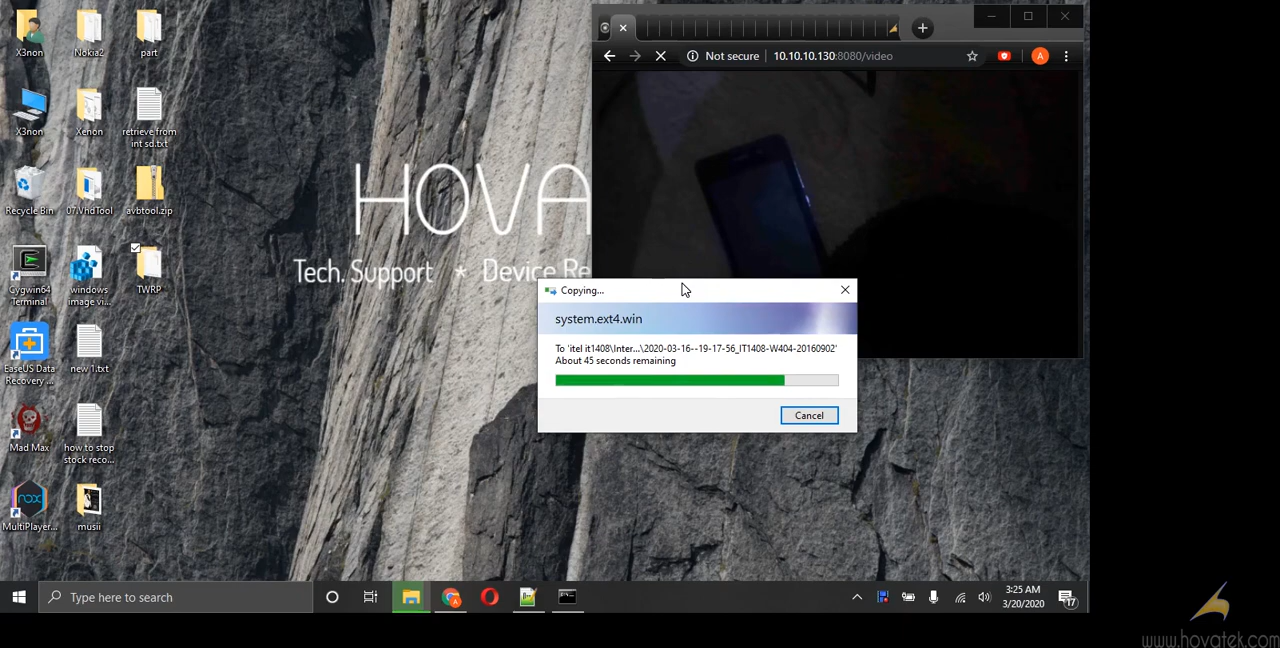 X3non
Nokia2
part
X3non
Xenon
retrieve from
int sd.txt
Recycle Bin
07.VhdTool
avbtool.zip
Cygwin64
Terminal
windows
image vi...
TWRP
EaseUS Data
Recovery ...
new 1.txt
Mad Max
how to stop
stock reco...
MultiPlayer...
musii
HOVA
Tech. Support * Device Re
Not secure
10.10.10.130:8080/video
A
Copying...
system.ext4.win
To 'itel it1408\Inter...\2020-03-16--19-17-56_IT1408-W404-20160902'
About 45 seconds remaining
Cancel
Type here to search
3:25 AM
3/20/2020
17
www.hovatek.com